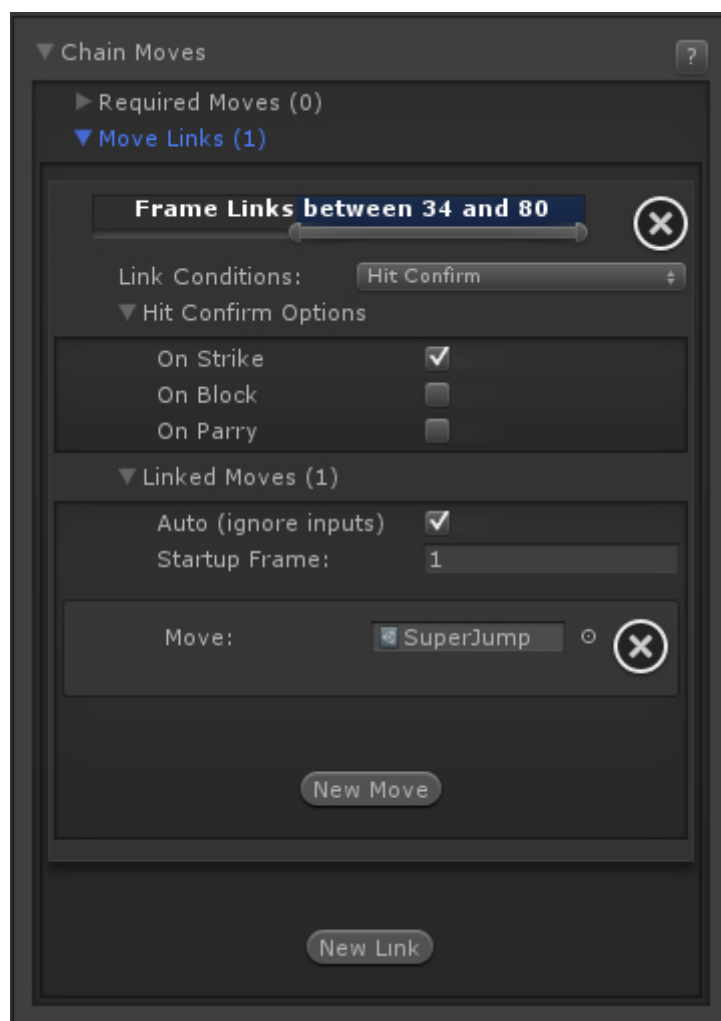 Chain Moves
?
Required Moves (0)
Move Links (1)
Frame Links between 34 and 80
Link Conditions: Hit Confirm
Hit Confirm Options
On Strike
On Block
On Parry
Linked Moves (1)
Auto (ignore inputs)
Startup Frame: 1
Move: SuperJump
New Move
New Link